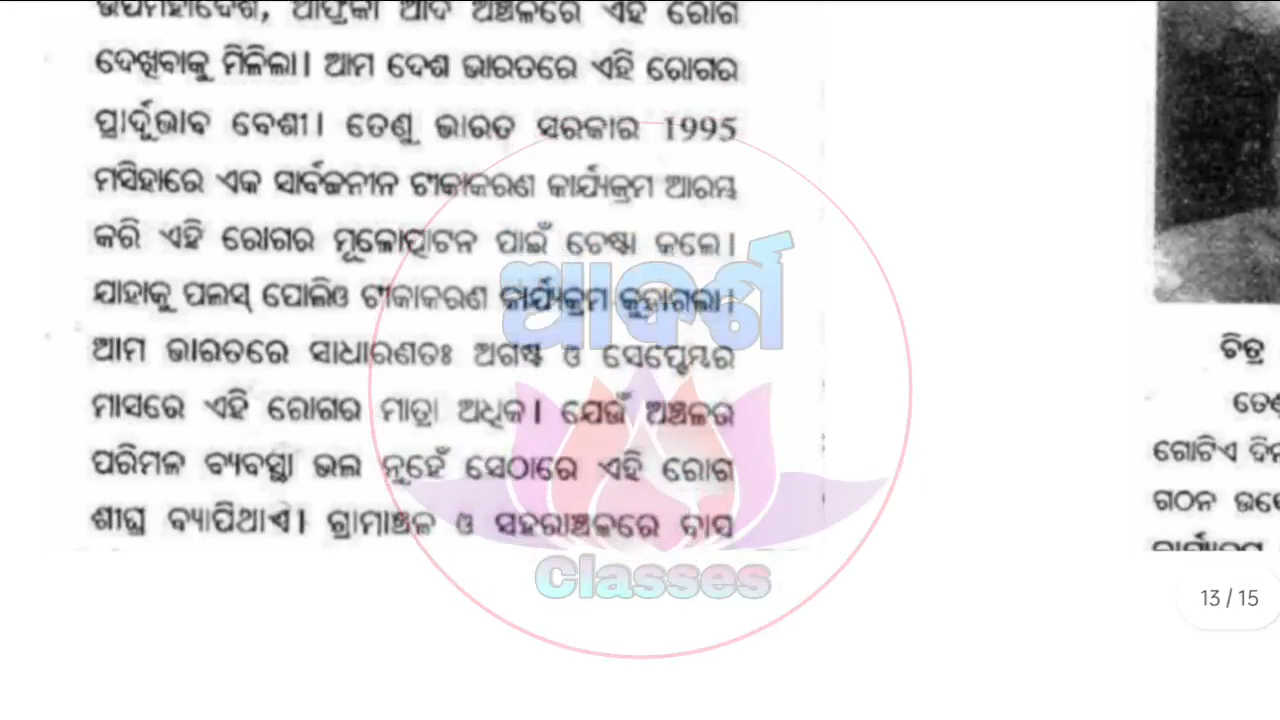 ଉପମହାଦେଶ, ଆଫ୍ରିକା ଆଦି ଅଞ୍ଚଳରେ ଏହି ରୋଗ
ଦେଖିବାକୁ ମିଳିଲା। ଆମ ଦେଶ ଭାରତରେ ଏହି ରୋଗର
ପ୍ରାର୍ଦୁଭାବ ବେଶୀ। ତେଣୁ ଭାରତ ସରକାର 1995
ମସିହାରେ ଏକ ସାର୍ବଜନୀନ ଟୀକାକରଣ କାର୍ଯ୍ୟକ୍ରମ ଆରମ୍ଭ
କରି ଏହି ରୋଗର ମୂଳୋତ୍ପାଟନ ପାଇଁ ଚେଷ୍ଟା କଲେ।
ଯାହାକୁ ପଲସ୍ ପୋଲିଓ ଟୀକାକରଣ କାର୍ଯ୍ୟକ୍ରମ କୁହାଗଲା।
ଆମ ଭାରତରେ ସାଧାରଣତଃ ଅଗଷ୍ଟ ଓ ସେପ୍ଟେମ୍ବର
ମାସରେ ଏହି ରୋଗର ମାତ୍ରା ଅଧିକ। ଯେଉଁ ଅଞ୍ଚଳର
ପରିମଳ ବ୍ୟବସ୍ଥା ଭଲ ନୁହେଁ ସେଠାରେ ଏହି ରୋଗ
ଶୀଘ୍ର ବ୍ୟାପିଥାଏ। ଗ୍ରାମାଞ୍ଚଳ ଓ ସହରାଞ୍ଚଳରେ ବାସ
ଆଦର୍ଶ
Classes
ଚିତ୍ର
ଗୋଟିଏ
ଗଠନ
13 / 15